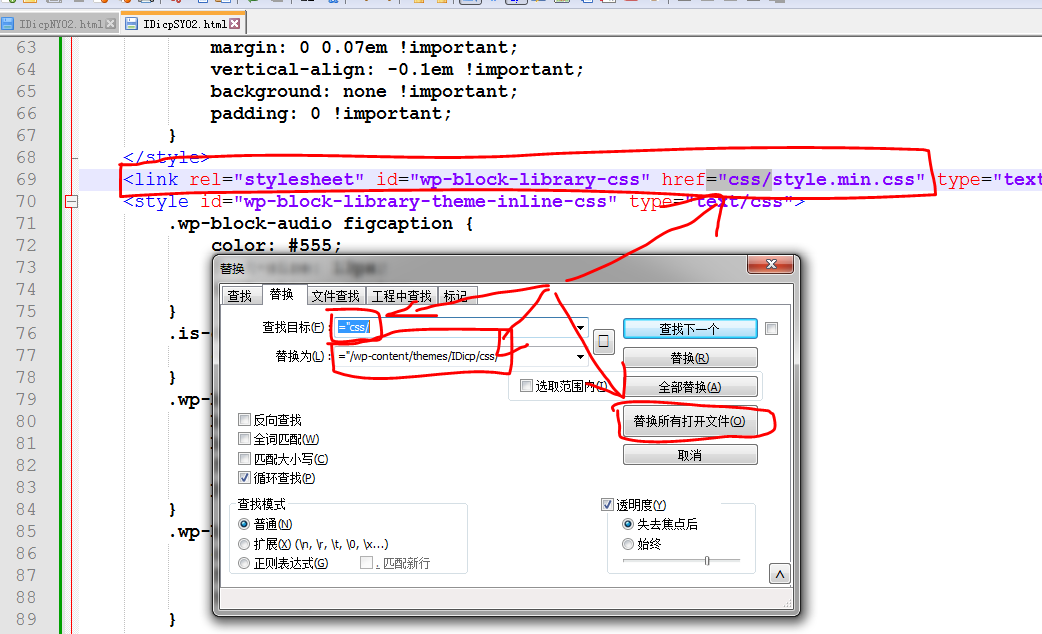 IDicpNY02.html
IDicpSY02.html
63 margin: 0 0.07em !important;
64 vertical-align: -0.1em !important;
65 background: none !important;
66 padding: 0 !important;
67 }
68 </style>
69 <link rel="stylesheet" id="wp-block-library-css" href="css/style.min.css" type="text
70 <style id="wp-block-library-theme-inline-css" type="text/css">
71 .wp-block-audio figcaption {
72 color: #555;
73
74
75 }
76 .is-
77
78 }
79 .wp-b
80
81
82
83
84 }
85 .wp-b
86
87
88
89 }
替换
查找
替换
文件查找
工程中查找
标记
查找目标(F):
="css/
替换为(L):
="/wp-content/themes/IDicp/css/
选取范围内(I)
查找下一个
替换(R)
全部替换(A)
替换所有打开文件(O)
取消
反向查找
全词匹配(W)
匹配大小写(C)
循环查找(P)
查找模式
普通(N)
扩展(X) (\n, \r, \t, \0, \x...)
正则表达式(G)
. 匹配新行
透明度(Y)
失去焦点后
始终